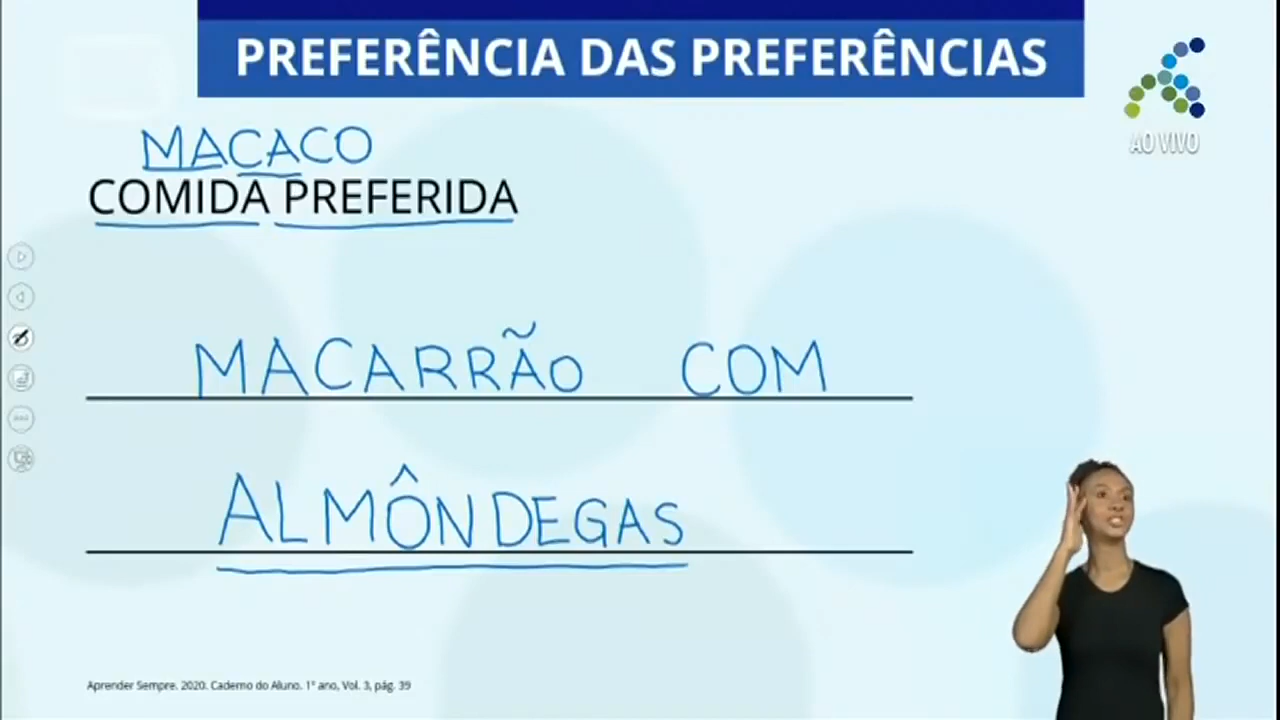 PREFERÊNCIA DAS PREFERÊNCIAS
AO VIVO
MACACO
COMIDA PREFERIDA
MACARRÃO COM
ALMÔNDEGAS
Aprender Sempre. 2020. Caderno do Aluno. 1º ano, Vol. 3, pág. 39